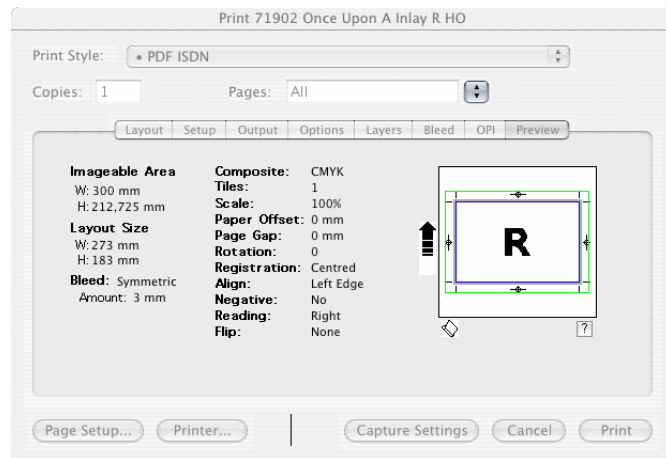 Print 71902 Once Upon A Inlay R HO
Print Style: • PDF ISDN
Copies: 1 Pages: All
Layout Setup Output Options Layers Bleed OPI Preview
Imageable Area
W: 300 mm
H: 212,725 mm
Layout Size
W: 273 mm
H: 183 mm
Bleed: Symmetric
Amount: 3 mm
Composite: CMYK
Tiles: 1
Scale: 100%
Paper Offset: 0 mm
Page Gap: 0 mm
Rotation: 0
Registration: Centred
Align: Left Edge
Negative: No
Reading: Right
Flip: None
R
?
Page Setup... Printer... Capture Settings Cancel Print